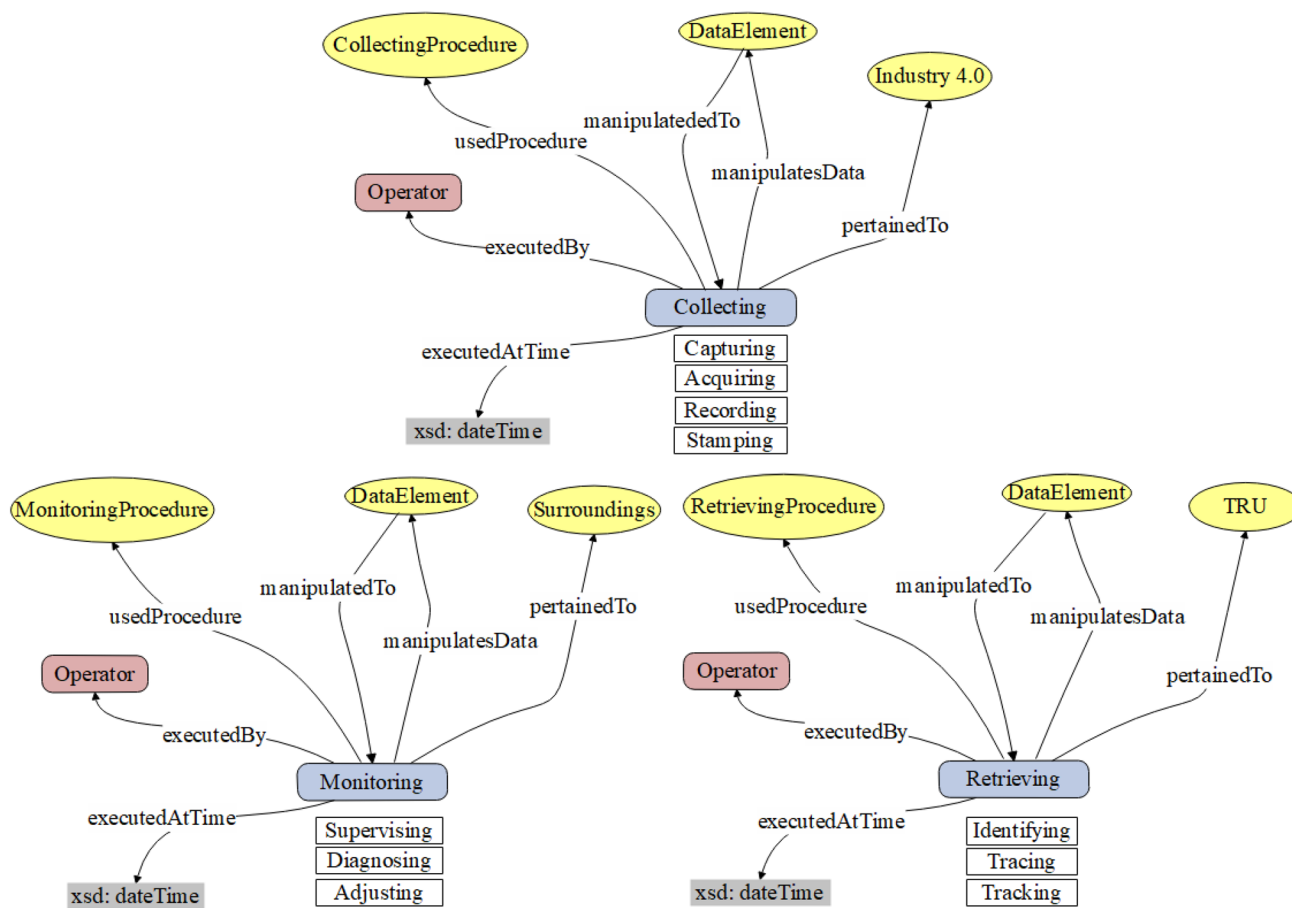 CollectingProcedure
DataElement
Industry 4.0
manipulatededTo
usedProcedure
manipulatesData
Operator
pertainedTo
executedBy
Collecting
executedAtTime
Capturing
Acquiring
Recording
Stamping
xsd: dateTime
MonitoringProcedure
DataElement
Surroundings
manipulatedTo
usedProcedure
pertainedTo
manipulatesData
Operator
executedBy
Monitoring
executedAtTime
Supervising
Diagnosing
Adjusting
xsd: dateTime
RetrievingProcedure
DataElement
TRU
manipulatedTo
usedProcedure
manipulatesData
Operator
pertainedTo
executedBy
Retrieving
executedAtTime
Identifying
Tracing
Tracking
xsd: dateTime